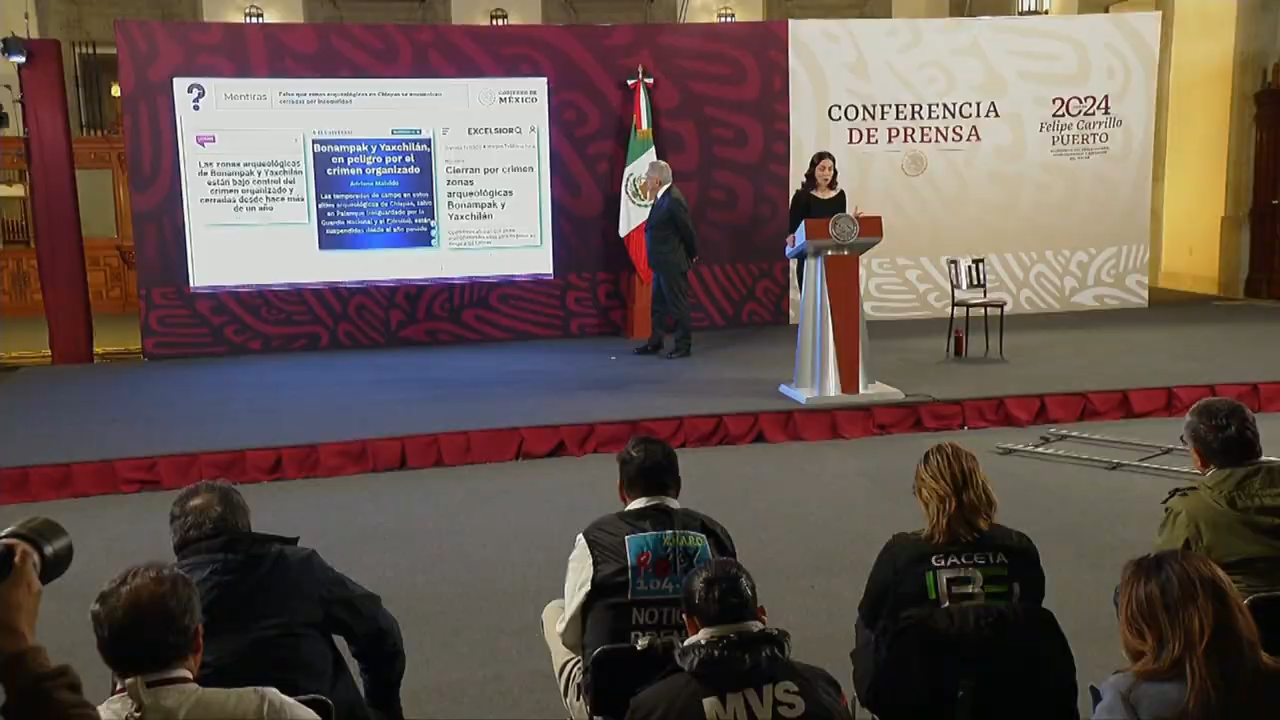 ?
Mentiras
Falso que zonas arqueológicas en Chiapas se encuentran
cerradas por inseguridad
GOBIERNO DE
MÉXICO
Las zonas arqueológicas
de Bonampak y Yaxchilán
están bajo control del
crimen organizado y
cerradas desde hace más
de un año
Bonampak y Yaxchilán,
en peligro por el
crimen organizado
Adriana Malvido
Las temporadas de campo en estos
sitios arqueológicos de Chiapas, salvo
en Palenque resguardado por la
Guardia Nacional y el Ejército, están
suspendidas desde el año pasado
EXCELSIOR
Cierran por crimen
zonas
arqueológicas
Bonampak y
Yaxchilán
CONFERENCIA
DE PRENSA
2024
Felipe Carrillo
PUERTO
104.
NOTIC
GACETA
MVS